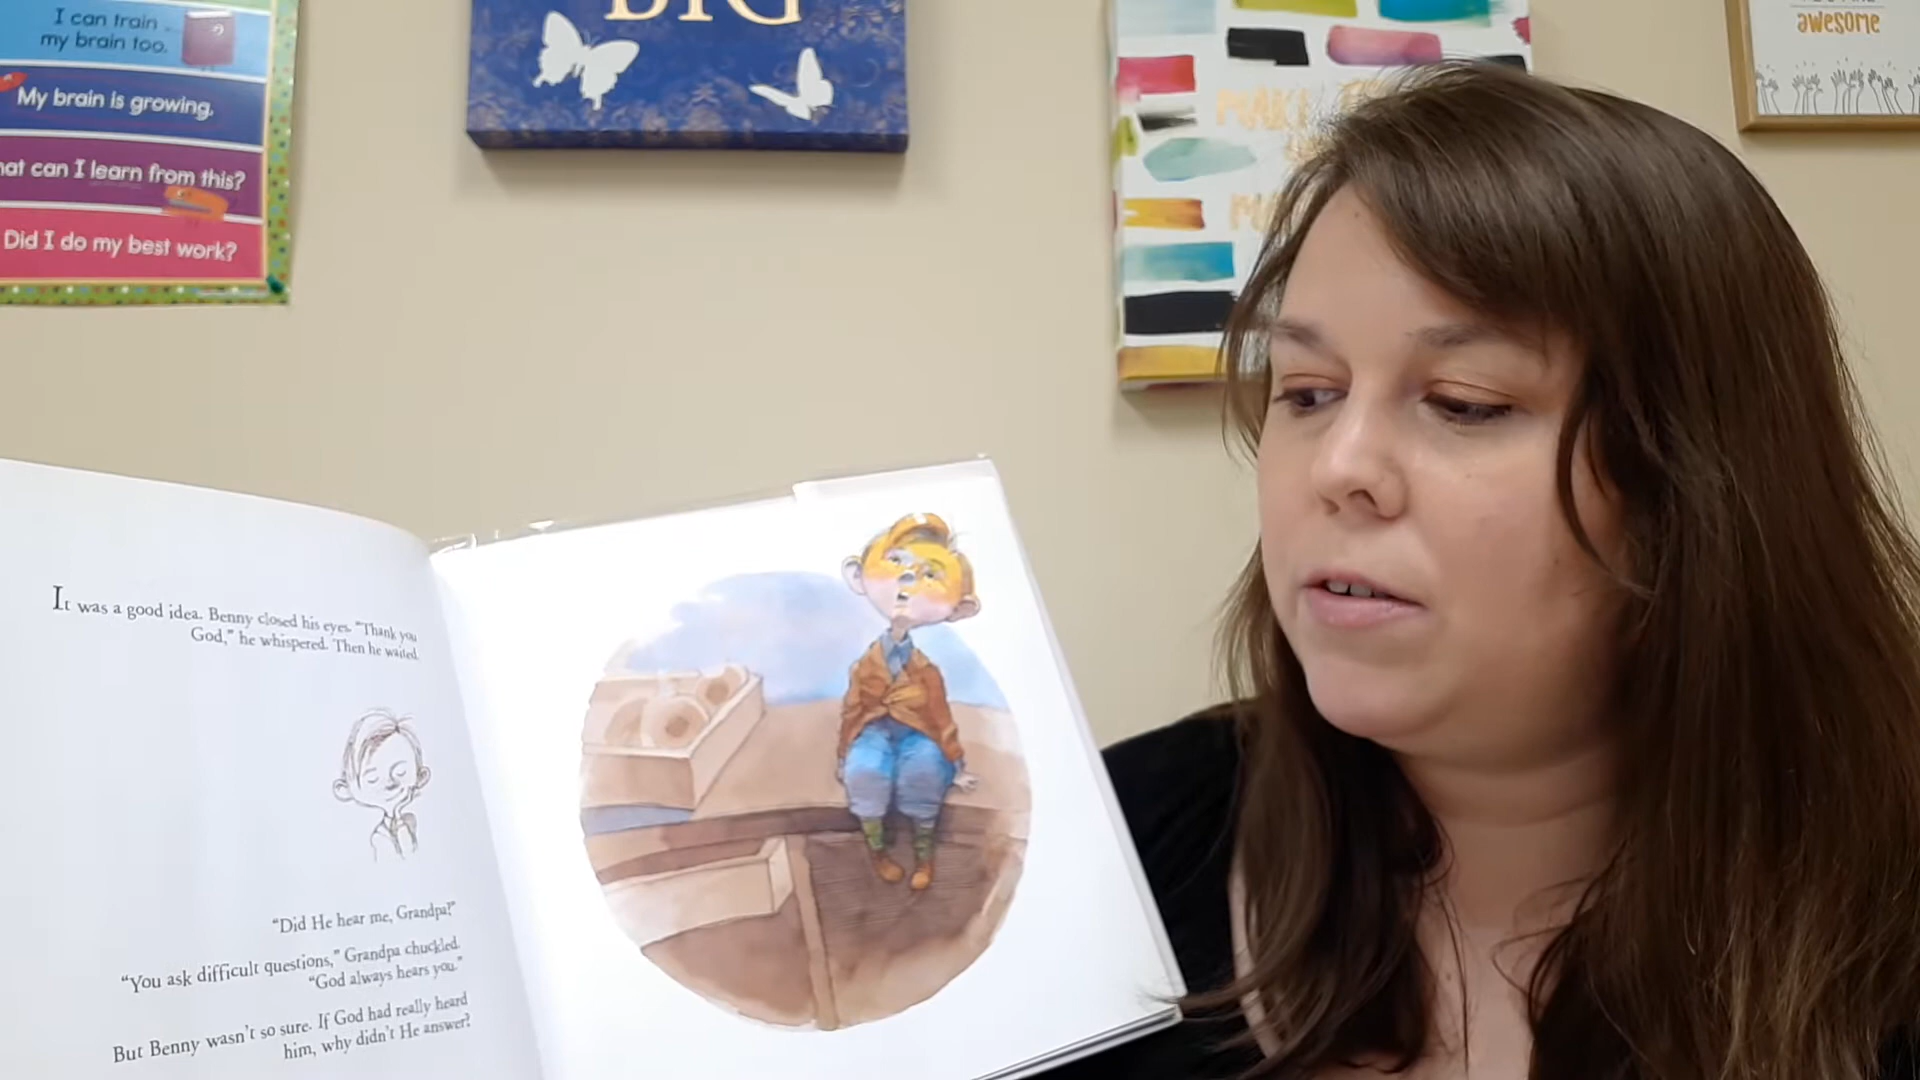 I can train
my brain too.
My brain is growing,
can I learn from this?
Did I do my best work?
BIG
MAKE
awesome
It was a good idea. Benny closed his eyes. "Thank you
God," he whispered. Then he waited.
"Did He hear me, Grandpa?"
"You ask difficult questions," Grandpa chuckled.
"God always hears you."
But Benny wasn't so sure. If God had really heard
him, why didn't He answer?